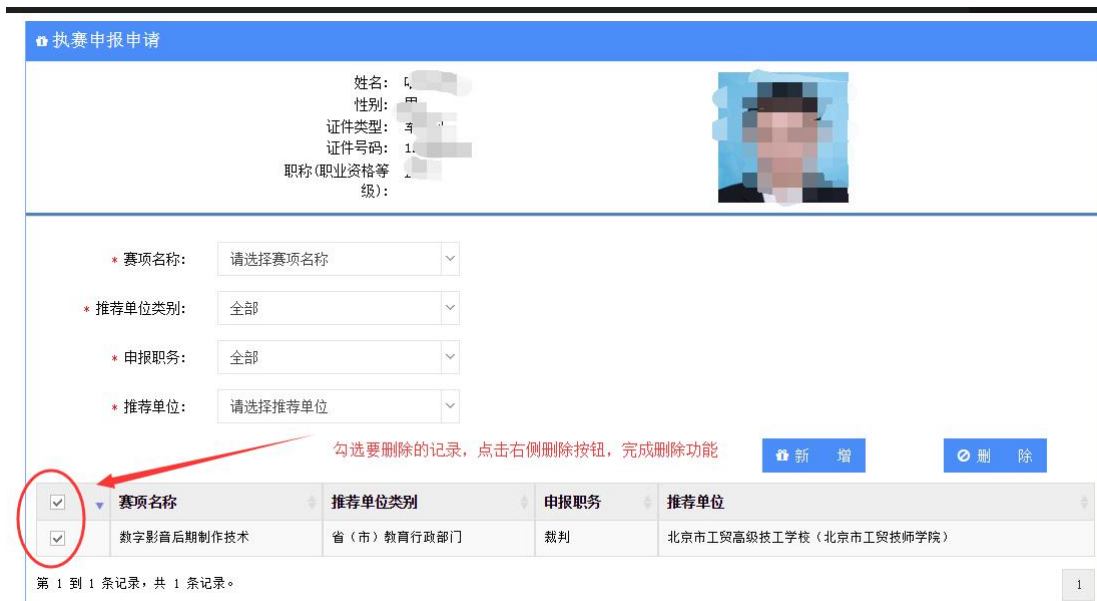 执裁申报申请
姓名:
性别:
证件类型:
证件号码:
职称(职业资格等
级):
* 赛项名称: 请选择赛项名称
* 推荐单位类别: 全部
* 申报职务: 全部
* 推荐单位: 请选择推荐单位
勾选要删除的记录，点击右侧删除按钮，完成删除功能 新 增 删 除
赛项名称 推荐单位类别 申报职务 推荐单位
数字影音后期制作技术 省（市）教育行政部门 裁判 北京市工贸高级技工学校（北京市工贸技师学院）
第 1 到 1 条记录，共 1 条记录。 1